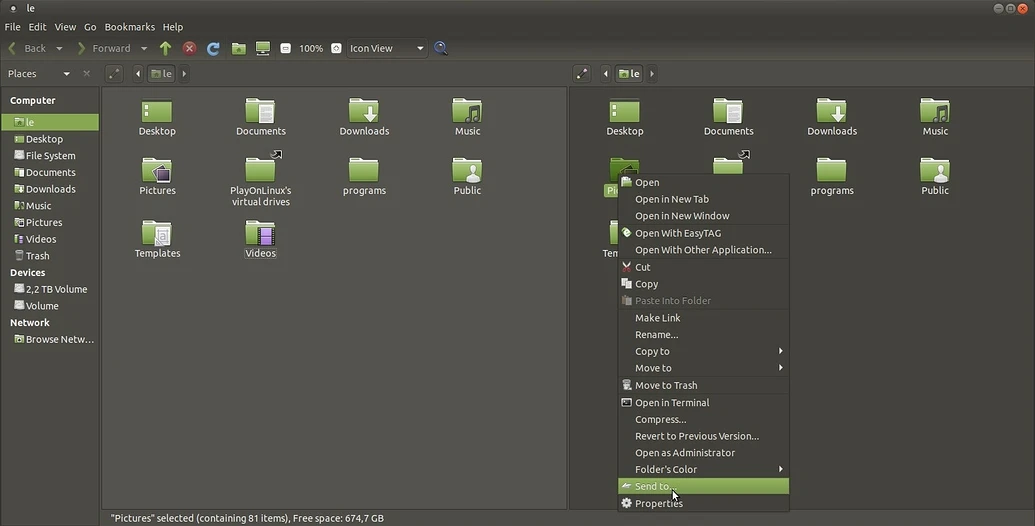 le
File Edit View Go Bookmarks Help
Back Forward 100% Icon View
Places le le
Computer
le
Desktop
File System
Documents
Downloads
Music
Pictures
Videos
Trash
Devices
2,2 TB Volume
Volume
Network
Browse Netw...
Desktop Documents Downloads Music
Pictures PlayOnLinux's virtual drives programs Public
Templates Videos
Desktop Documents Downloads Music
programs Public
Open
Open in New Tab
Open in New Window
Open With EasyTAG
Open With Other Application...
Cut
Copy
Paste Into Folder
Make Link
Rename...
Copy to
Move to
Move to Trash
Open in Terminal
Compress...
Revert to Previous Version...
Open as Administrator
Folder's Color
Send to...
Properties
"Pictures" selected (containing 81 items), Free space: 674,7 GB